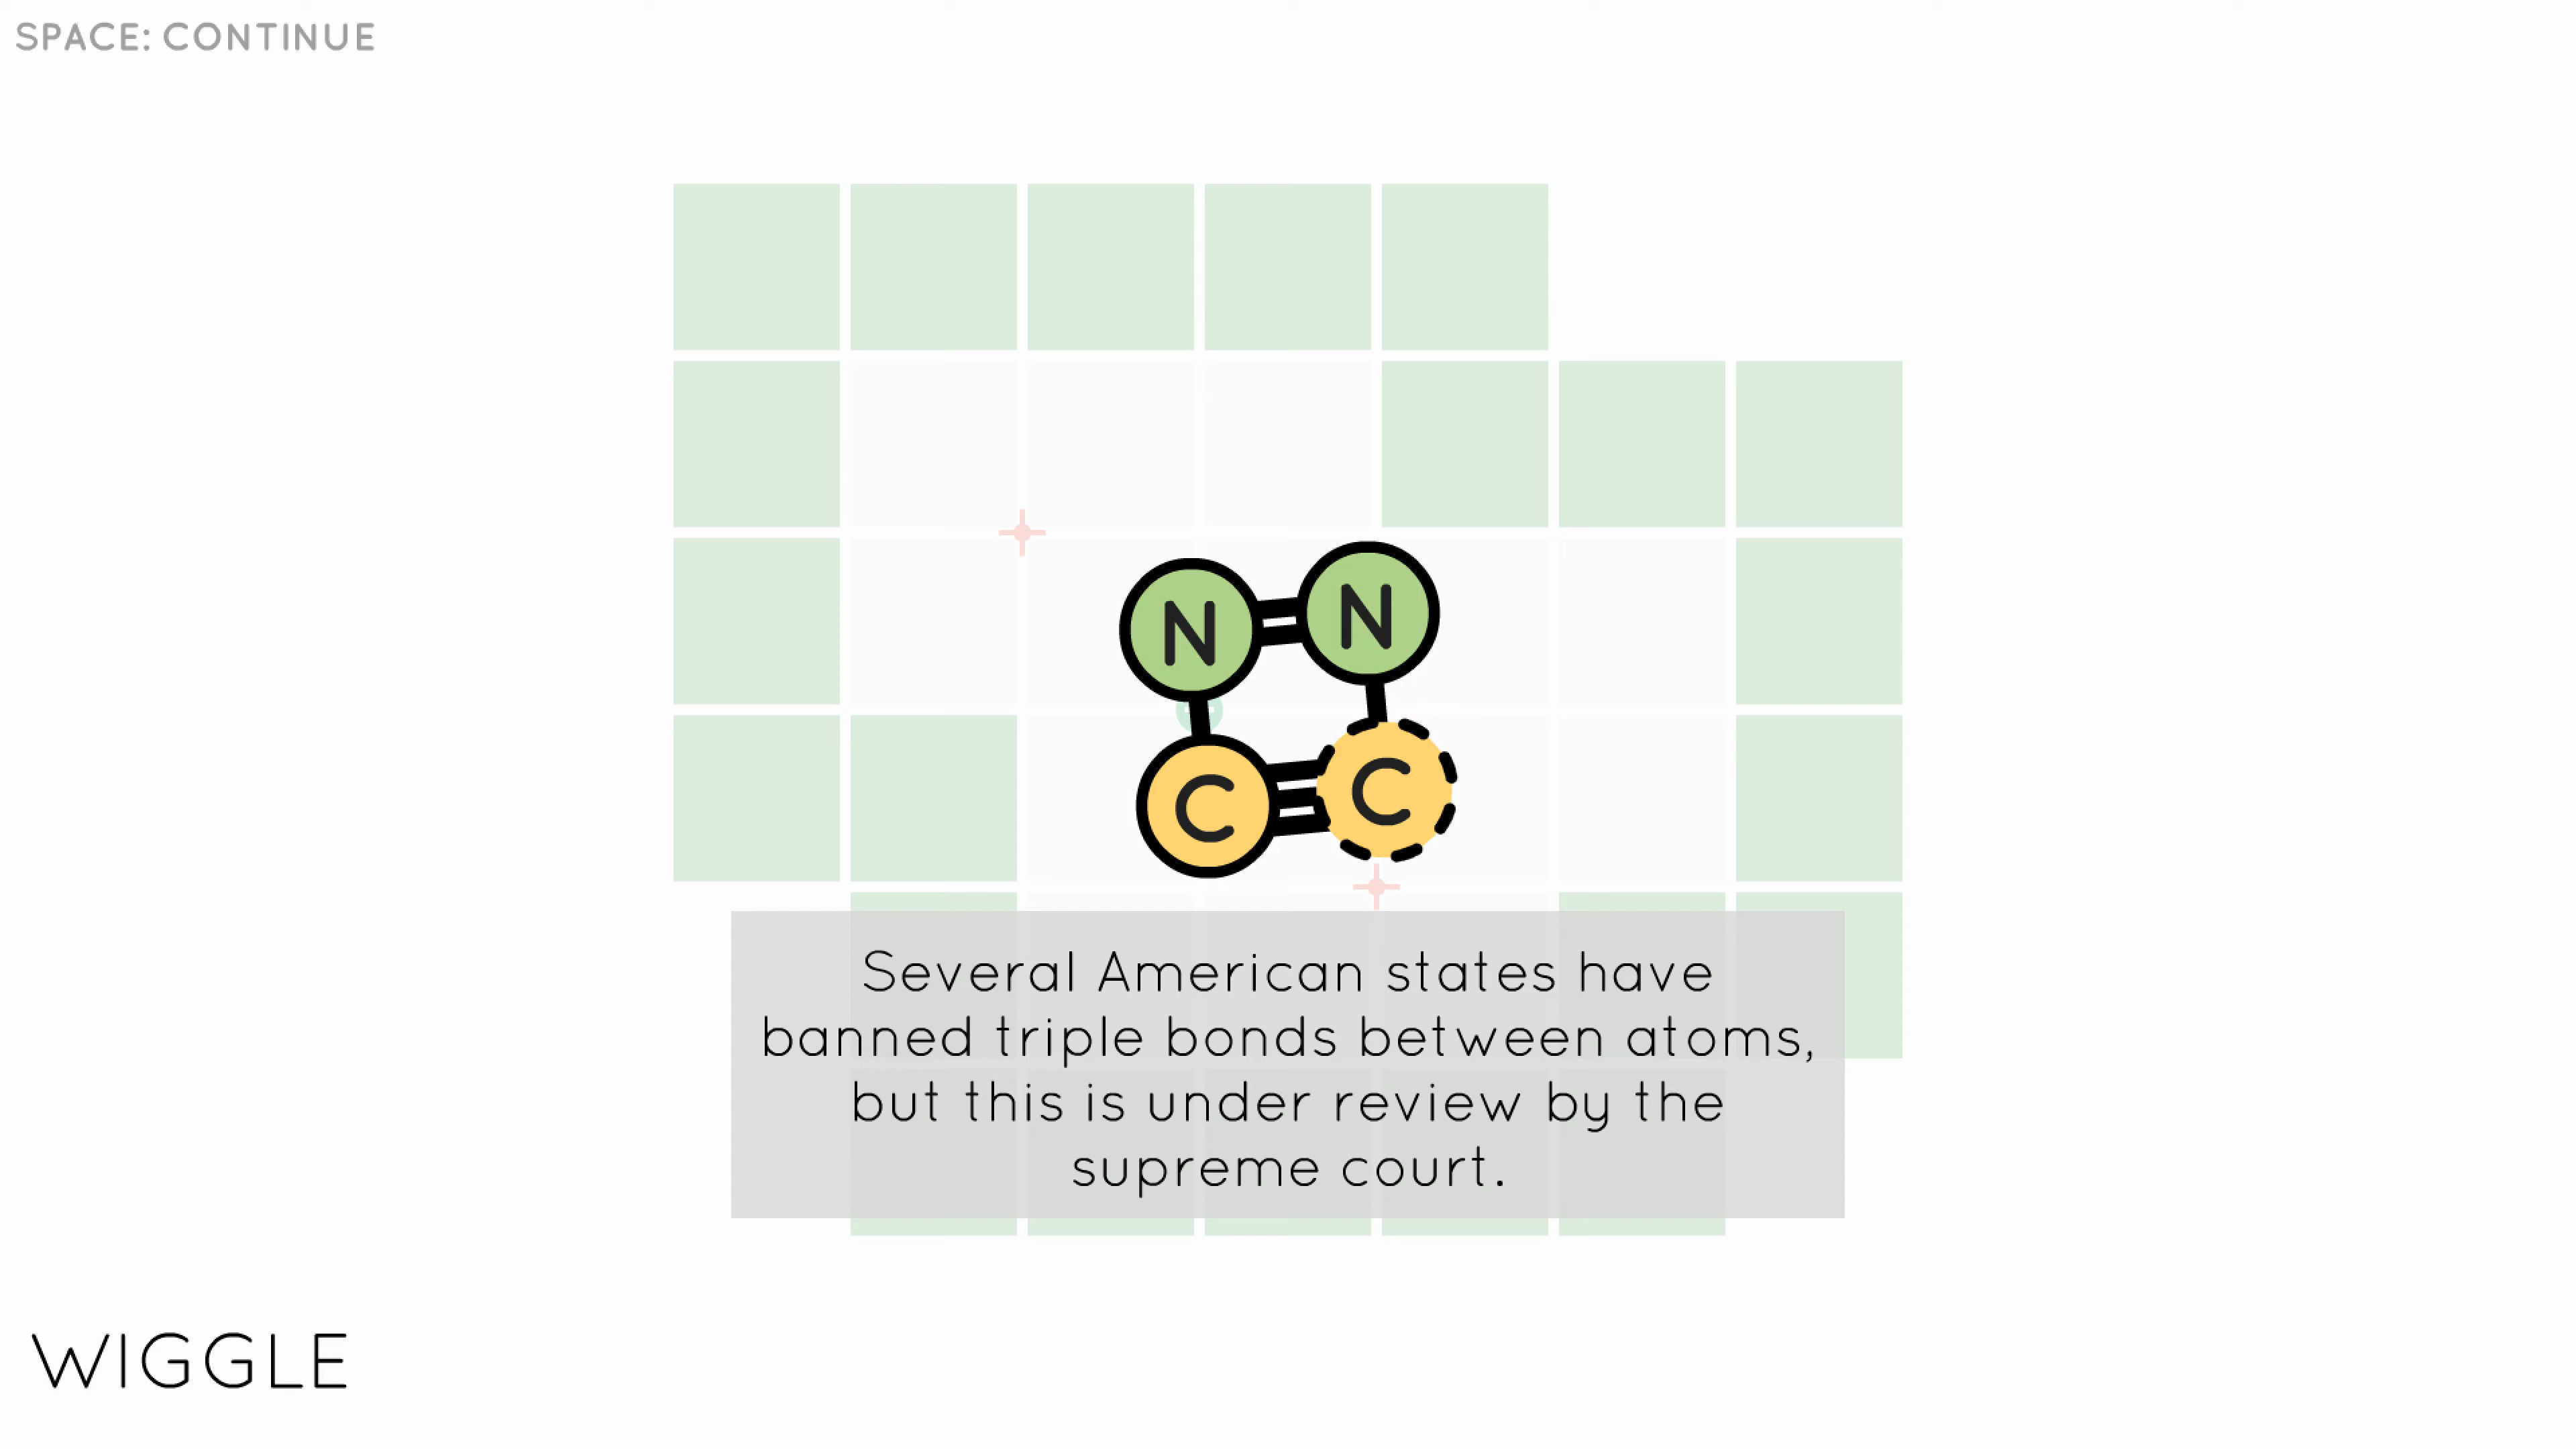 SPACE: CONTINUE
N N
C C
Several American states have
banned triple bonds between atoms,
but this is under review by the
supreme court.
WIGGLE